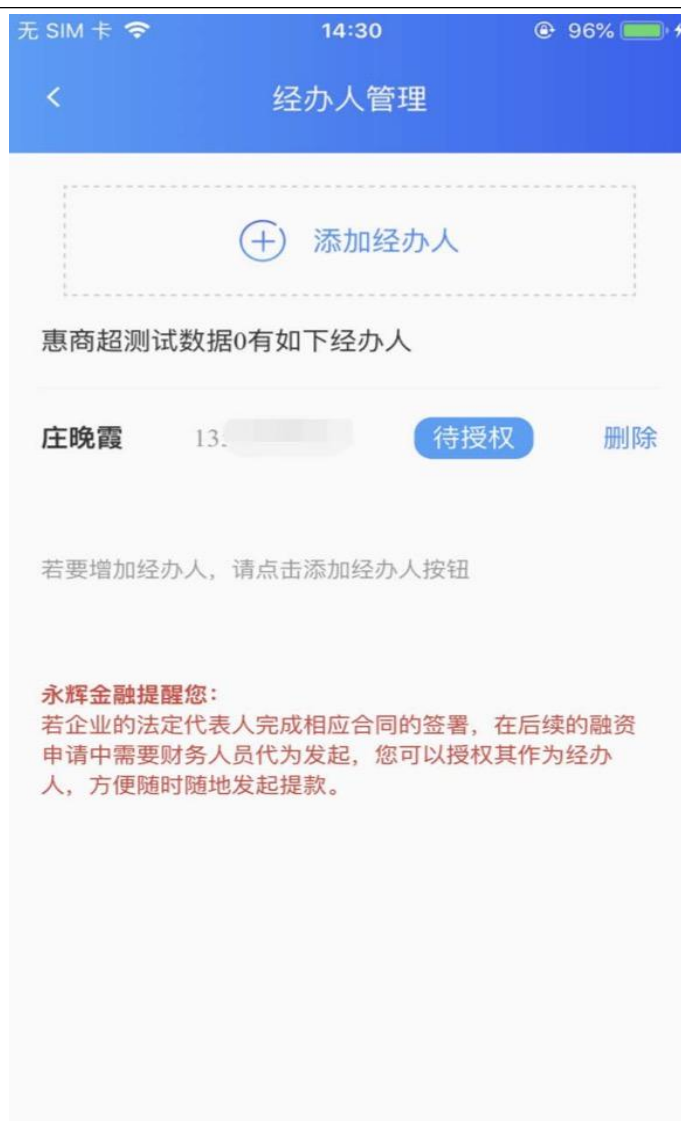 无 SIM 卡 14:30 96%
经办人管理
添加经办人
惠商超测试数据0有如下经办人
庄晚霞 13. 待授权 删除
若要增加经办人，请点击添加经办人按钮
永辉金融提醒您：
若企业的法定代表人完成相应合同的签署，在后续的融资
申请中需要财务人员代为发起，您可以授权其作为经办
人，方便随时随地发起提款。